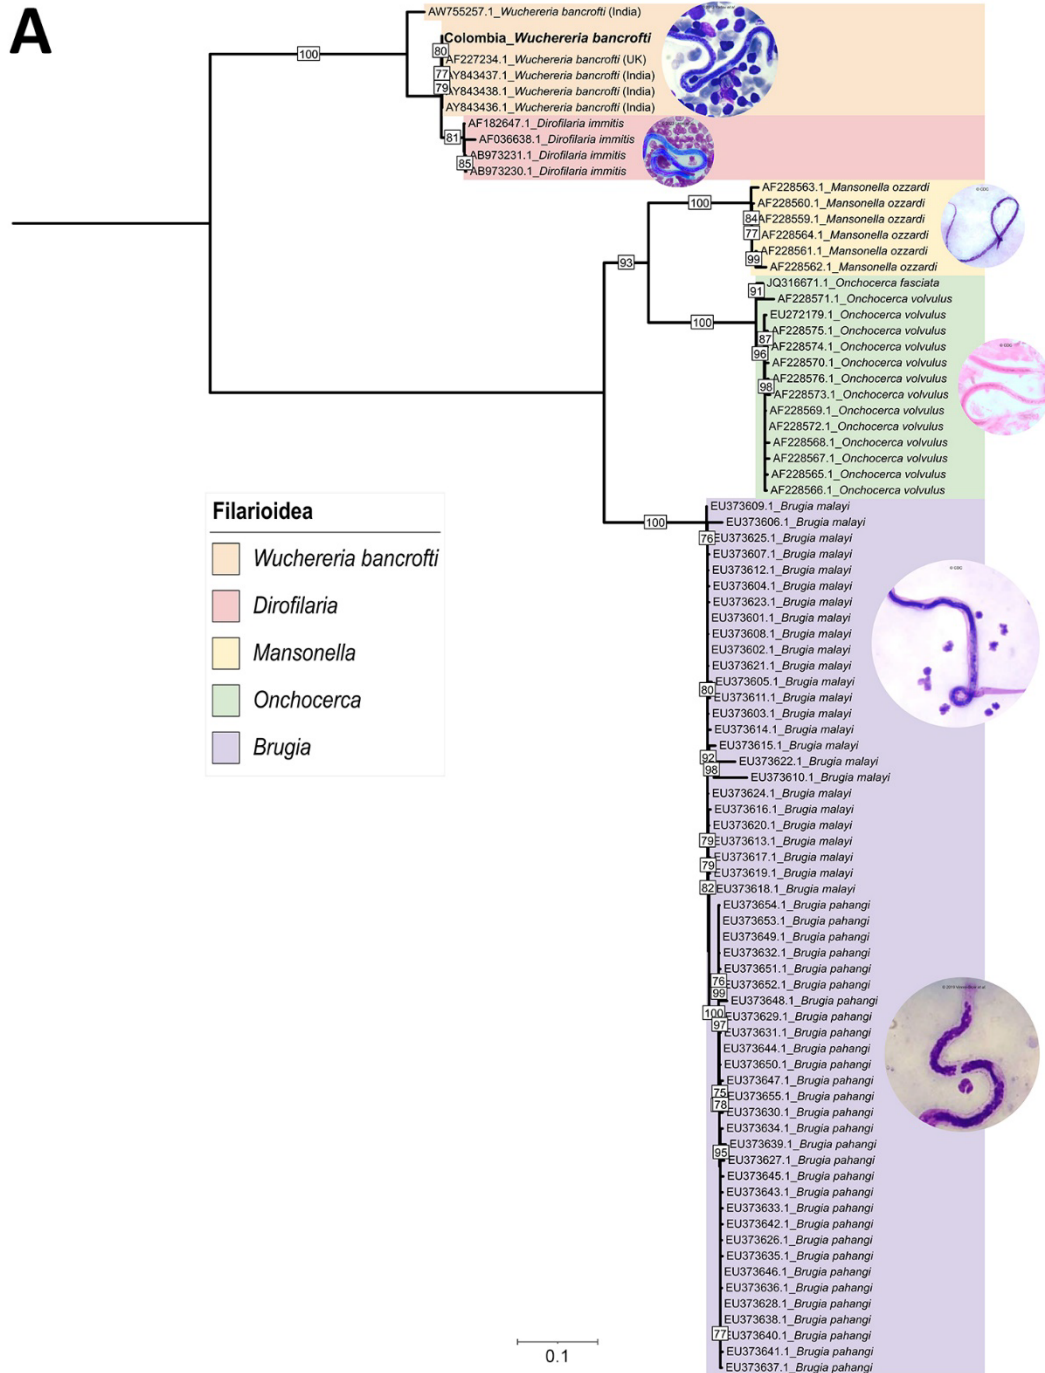 A
AW755257.1_Wuchereria bancrofti (India)
Colombia_Wuchereria bancrofti
80
100
AF227234.1_Wuchereria bancrofti (UK)
77
AY843437.1_Wuchereria bancrofti (India)
79
AY843438.1_Wuchereria bancrofti (India)
AY843436.1_Wuchereria bancrofti (India)
AF182647.1_Dirofilaria immitis
81
AF036638.1_Dirofilaria immitis
AB973231.1_Dirofilaria immitis
85
AB973230.1_Dirofilaria immitis
AF228563.1_Mansonella ozzardi
© CDC
100
AF228560.1_Mansonella ozzardi
84
AF228559.1_Mansonella ozzardi
77
AF228564.1_Mansonella ozzardi
AF228561.1_Mansonella ozzardi
93
99
AF228562.1_Mansonella ozzardi
JQ316671.1_Onchocerca fasciata
91
AF228571.1_Onchocerca volvulus
EU272179.1_Onchocerca volvulus
100
AF228575.1_Onchocerca volvulus
87
AF228574.1_Onchocerca volvulus
© CDC
96
AF228570.1_Onchocerca volvulus
AF228576.1_Onchocerca volvulus
98
AF228573.1_Onchocerca volvulus
AF228569.1_Onchocerca volvulus
AF228572.1_Onchocerca volvulus
AF228568.1_Onchocerca volvulus
AF228567.1_Onchocerca volvulus
AF228565.1_Onchocerca volvulus
AF228566.1_Onchocerca volvulus
Filarioidea
Wuchereria bancrofti
Dirofilaria
Mansonella
Onchocerca
Brugia
EU373609.1_Brugia malayi
100
EU373606.1_Brugia malayi
76
EU373625.1_Brugia malayi
EU373607.1_Brugia malayi
EU373612.1_Brugia malayi
© CDC
EU373604.1_Brugia malayi
EU373623.1_Brugia malayi
EU373601.1_Brugia malayi
EU373608.1_Brugia malayi
EU373602.1_Brugia malayi
EU373621.1_Brugia malayi
EU373605.1_Brugia malayi
80
EU373611.1_Brugia malayi
EU373603.1_Brugia malayi
EU373614.1_Brugia malayi
EU373615.1_Brugia malayi
92
EU373622.1_Brugia malayi
98
EU373610.1_Brugia malayi
EU373624.1_Brugia malayi
EU373616.1_Brugia malayi
EU373620.1_Brugia malayi
79
EU373613.1_Brugia malayi
EU373617.1_Brugia malayi
79
EU373619.1_Brugia malayi
82
EU373618.1_Brugia malayi
EU373654.1_Brugia pahangi
EU373653.1_Brugia pahangi
EU373649.1_Brugia pahangi
EU373632.1_Brugia pahangi
EU373651.1_Brugia pahangi
76
EU373652.1_Brugia pahangi
99
EU373648.1_Brugia pahangi
100
EU373629.1_Brugia pahangi
97
EU373631.1_Brugia pahangi
EU373644.1_Brugia pahangi
EU373650.1_Brugia pahangi
EU373647.1_Brugia pahangi
75
EU373655.1_Brugia pahangi
78
EU373630.1_Brugia pahangi
EU373634.1_Brugia pahangi
EU373639.1_Brugia pahangi
95
EU373627.1_Brugia pahangi
EU373645.1_Brugia pahangi
EU373643.1_Brugia pahangi
EU373633.1_Brugia pahangi
EU373642.1_Brugia pahangi
EU373626.1_Brugia pahangi
EU373635.1_Brugia pahangi
EU373646.1_Brugia pahangi
EU373636.1_Brugia pahangi
EU373628.1_Brugia pahangi
EU373638.1_Brugia pahangi
77
EU373640.1_Brugia pahangi
EU373641.1_Brugia pahangi
EU373637.1_Brugia pahangi
0.1